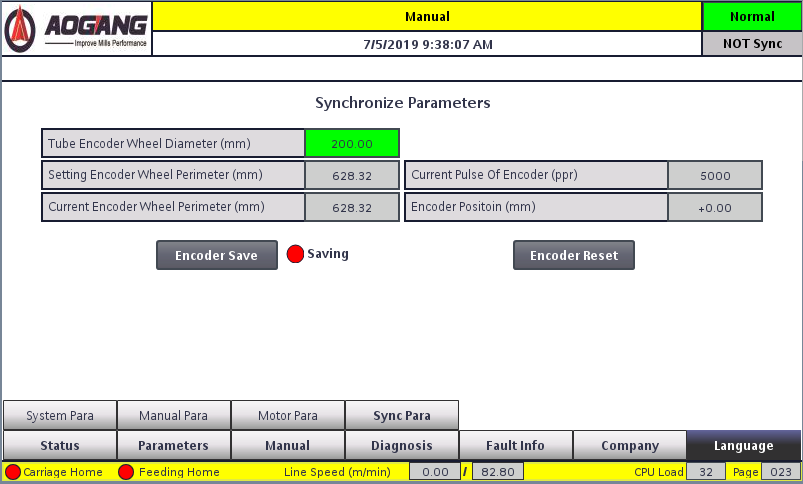 AOGANG
Improve Mills Performance
Manual
Normal
7/5/2019 9:38:07 AM
NOT Sync
Synchronize Parameters
Tube Encoder Wheel Diameter (mm) 200.00
Setting Encoder Wheel Perimeter (mm) 628.32 Current Pulse Of Encoder (ppr) 5000
Current Encoder Wheel Perimeter (mm) 628.32 Encoder Positoin (mm) +0.00
Encoder Save Saving Encoder Reset
System Para Manual Para Motor Para Sync Para
Status Parameters Manual Diagnosis Fault Info Company Language
Carriage Home Feeding Home Line Speed (m/min) 0.00 / 82.80 CPU Load 32 Page 023